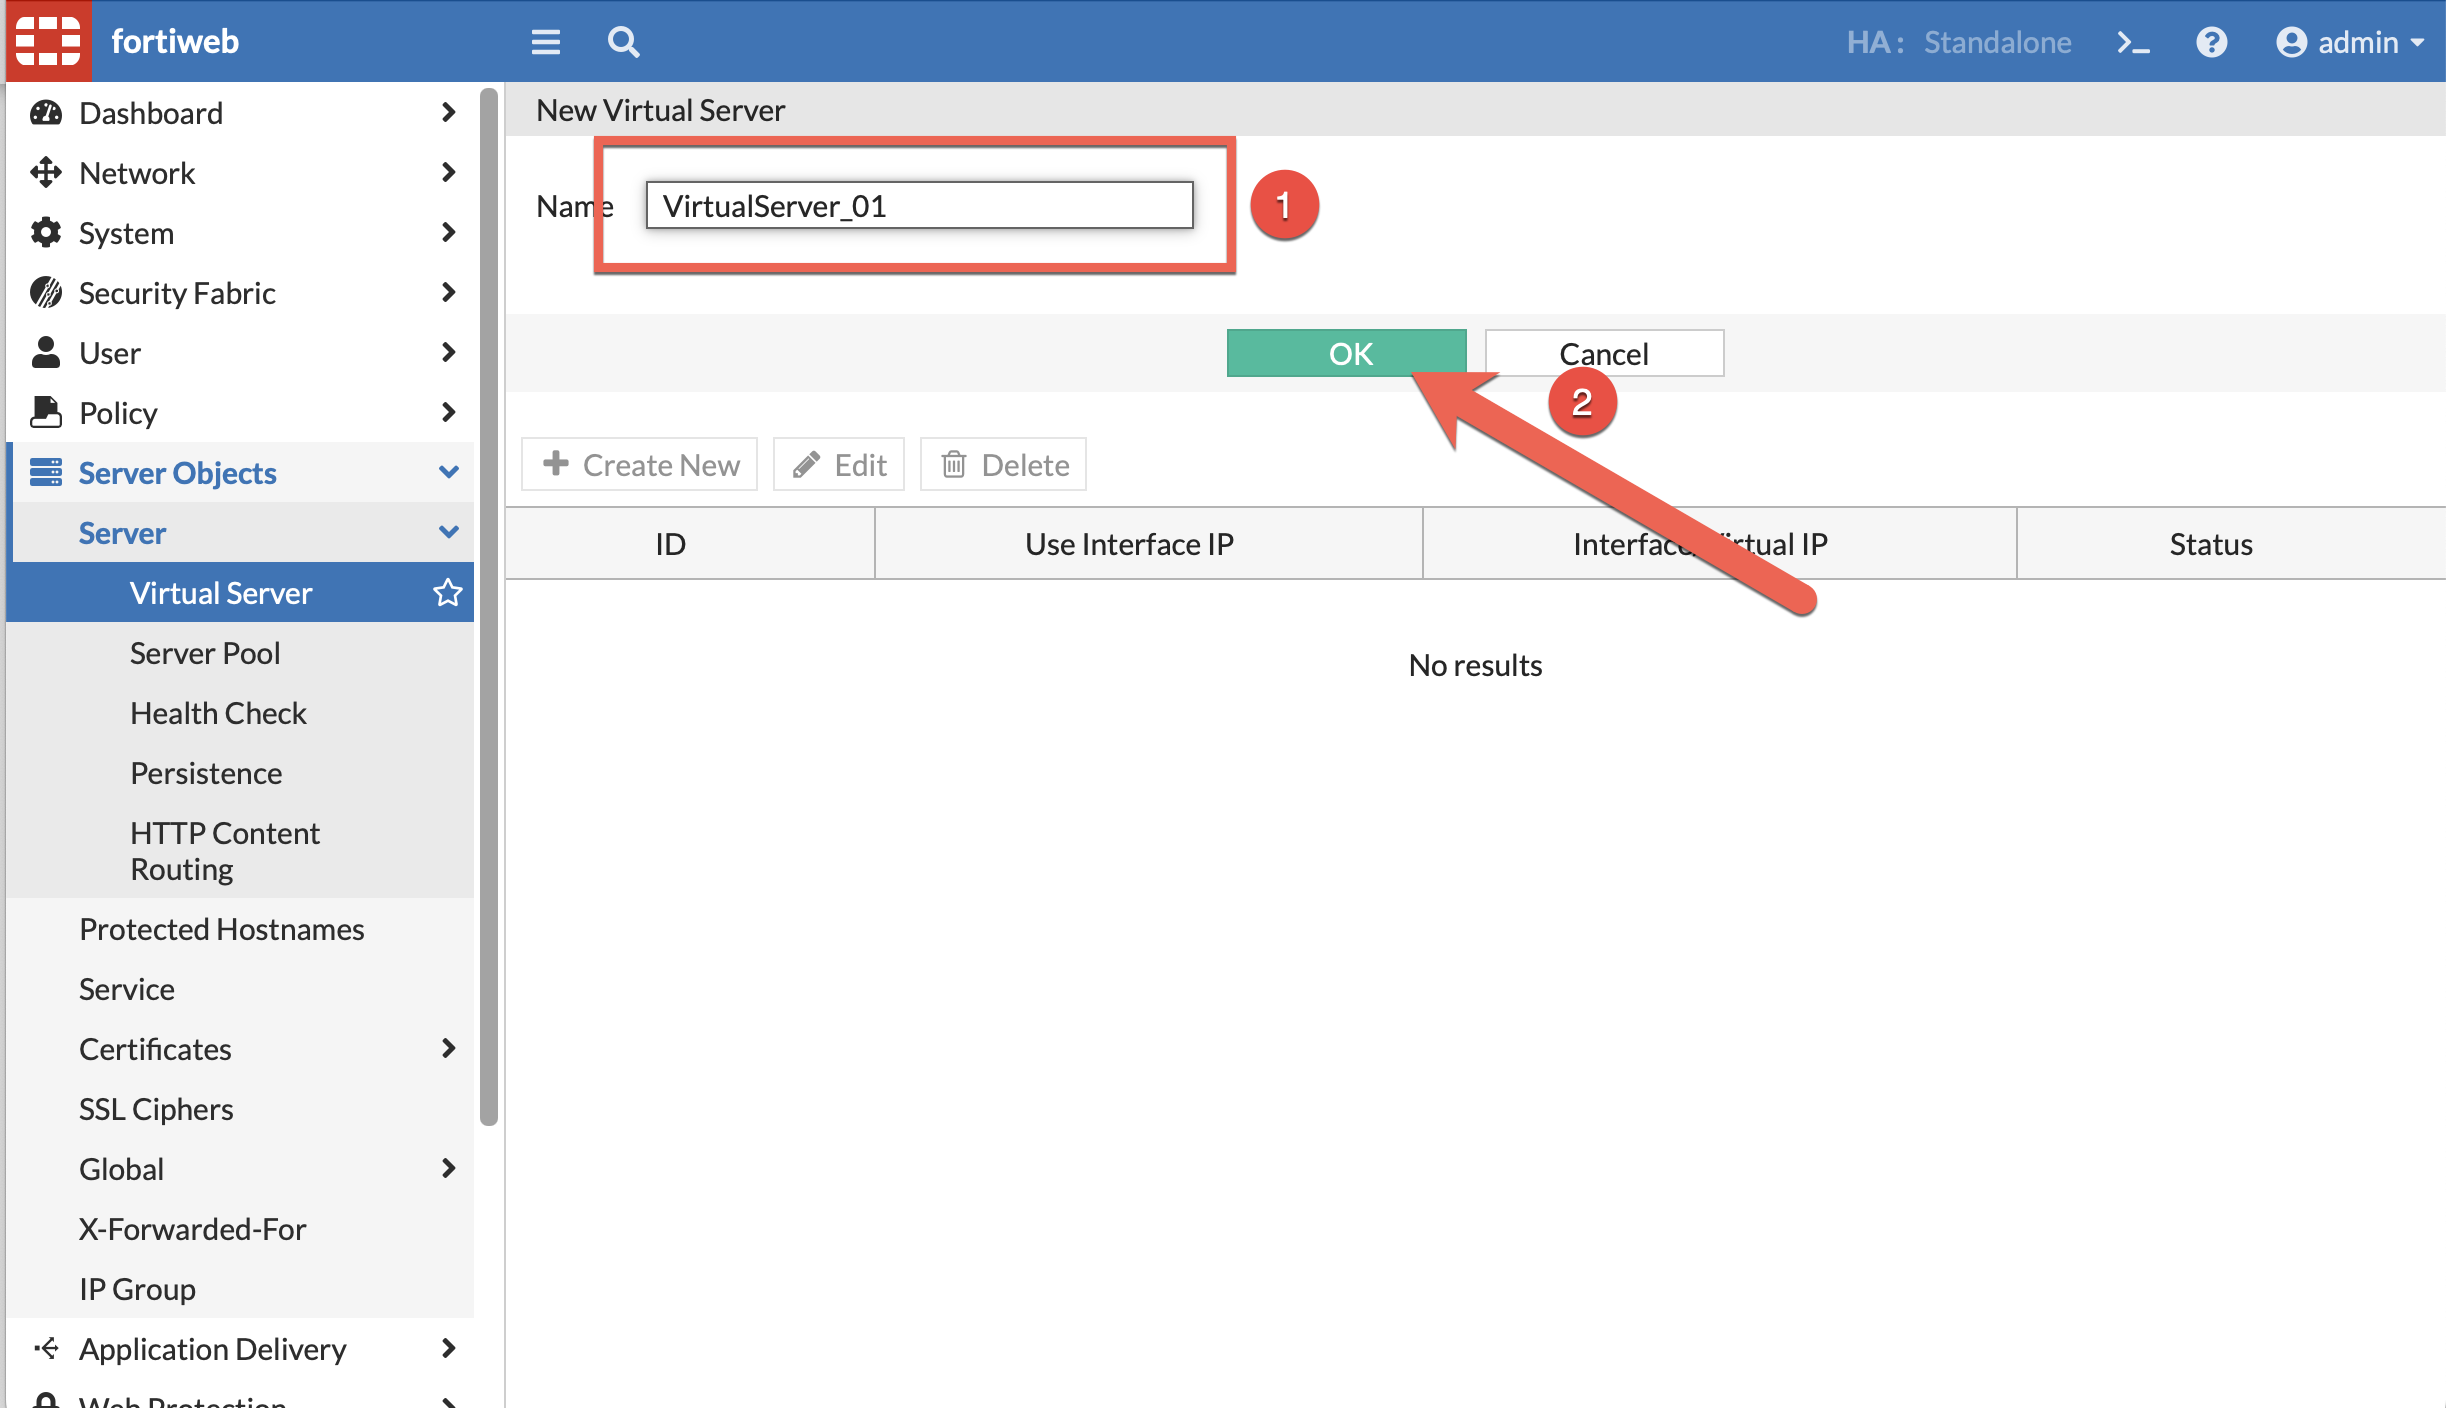 fortiweb
HA: Standalone
admin
Dashboard
Network
System
Security Fabric
User
Policy
Server Objects
Server
Virtual Server
Server Pool
Health Check
Persistence
HTTP Content
Routing
Protected Hostnames
Service
Certificates
SSL Ciphers
Global
X-Forwarded-For
IP Group
Application Delivery
Web Protection
New Virtual Server
Name VirtualServer_01
1
OK Cancel
2
Create New Edit Delete
ID Use Interface IP Interface/Virtual IP Status
No results